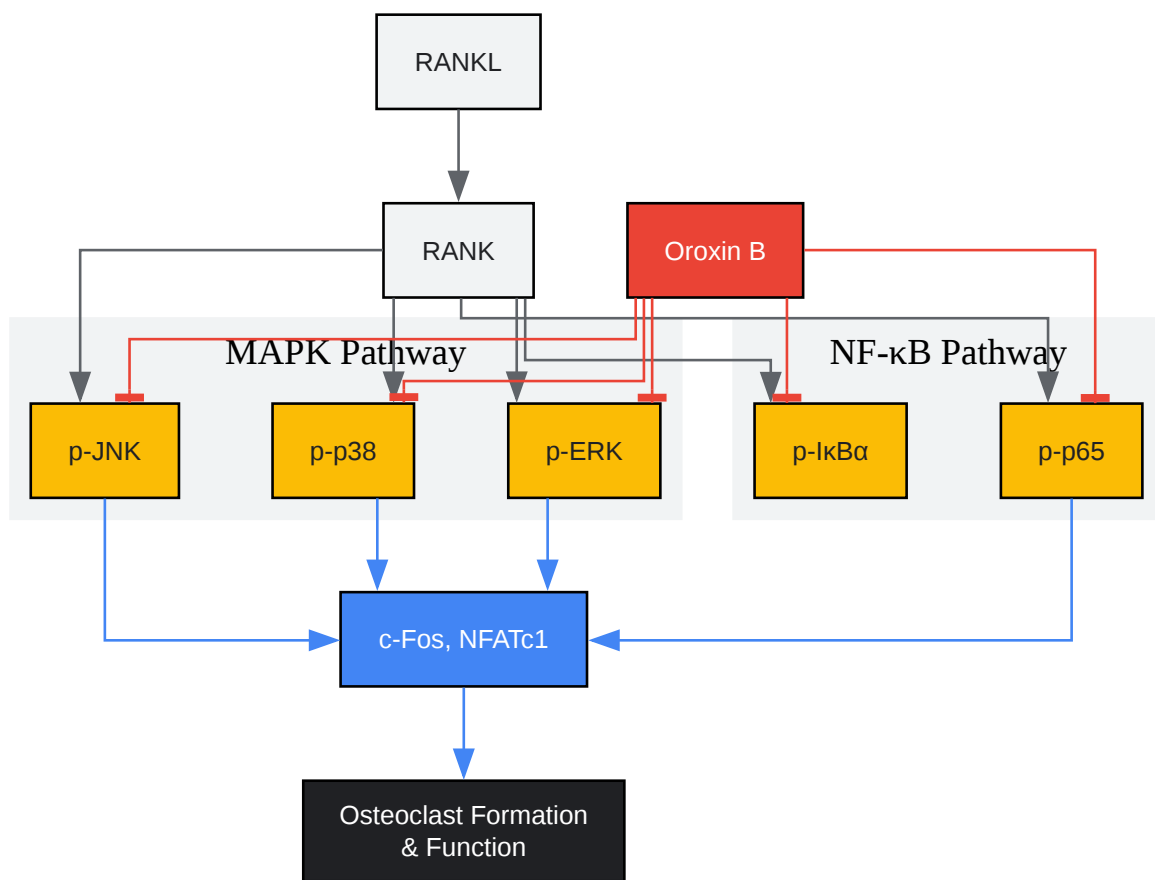 RANKL
RANK
Oroxin B
MAPK Pathway
NF-κB Pathway
p-JNK
p-p38
p-ERK
p-IκBα
p-p65
c-Fos, NFATc1
Osteoclast Formation
& Function